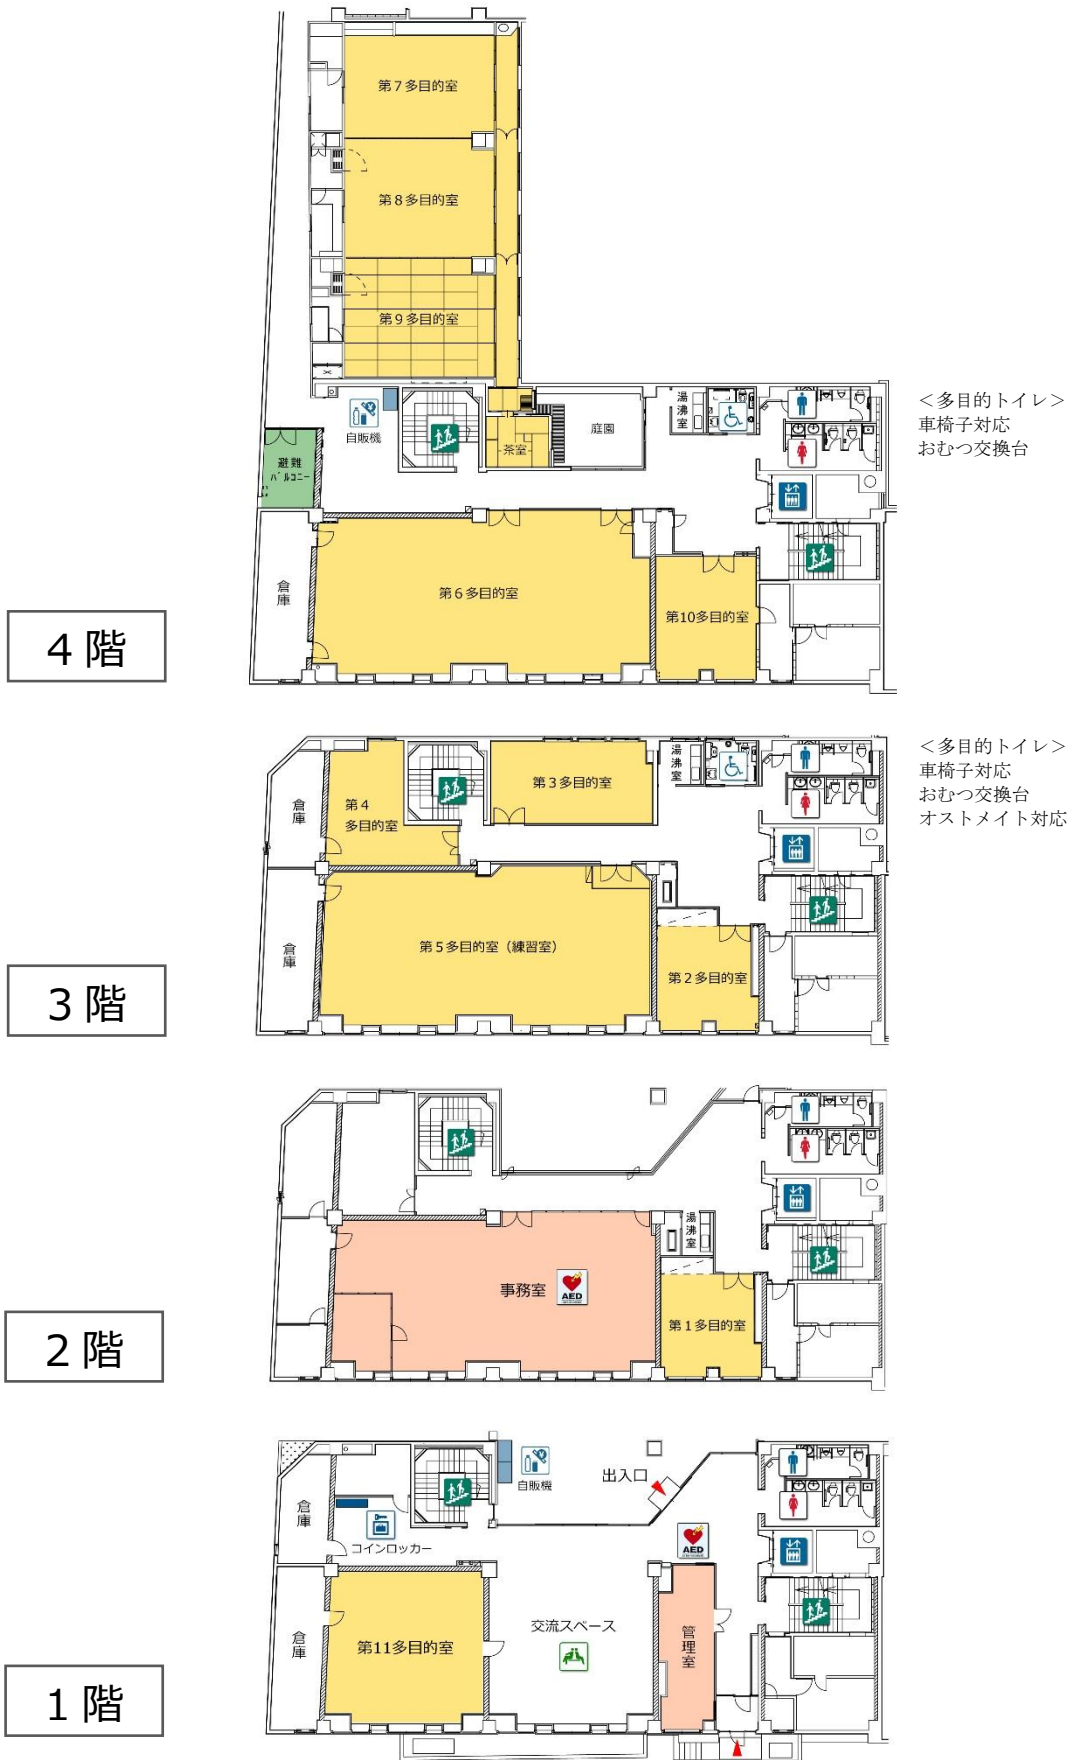 第７多目的室
第８多目的室
第９多目的室
自販機
茶室
庭園
湯沸室
＜多目的トイレ＞
車椅子対応
おむつ交換台
避難
ﾊﾞﾙｺﾆｰ
倉庫
第６多目的室
第10多目的室
４階
湯沸室
＜多目的トイレ＞
車椅子対応
おむつ交換台
オストメイト対応
倉庫
第４
多目的室
第３多目的室
倉庫
第５多目的室（練習室）
第２多目的室
３階
湯沸室
事務室
AED
第１多目的室
２階
自販機
出入口
倉庫
コインロッカー
AED
倉庫
第11多目的室
交流スペース
管理室
１階